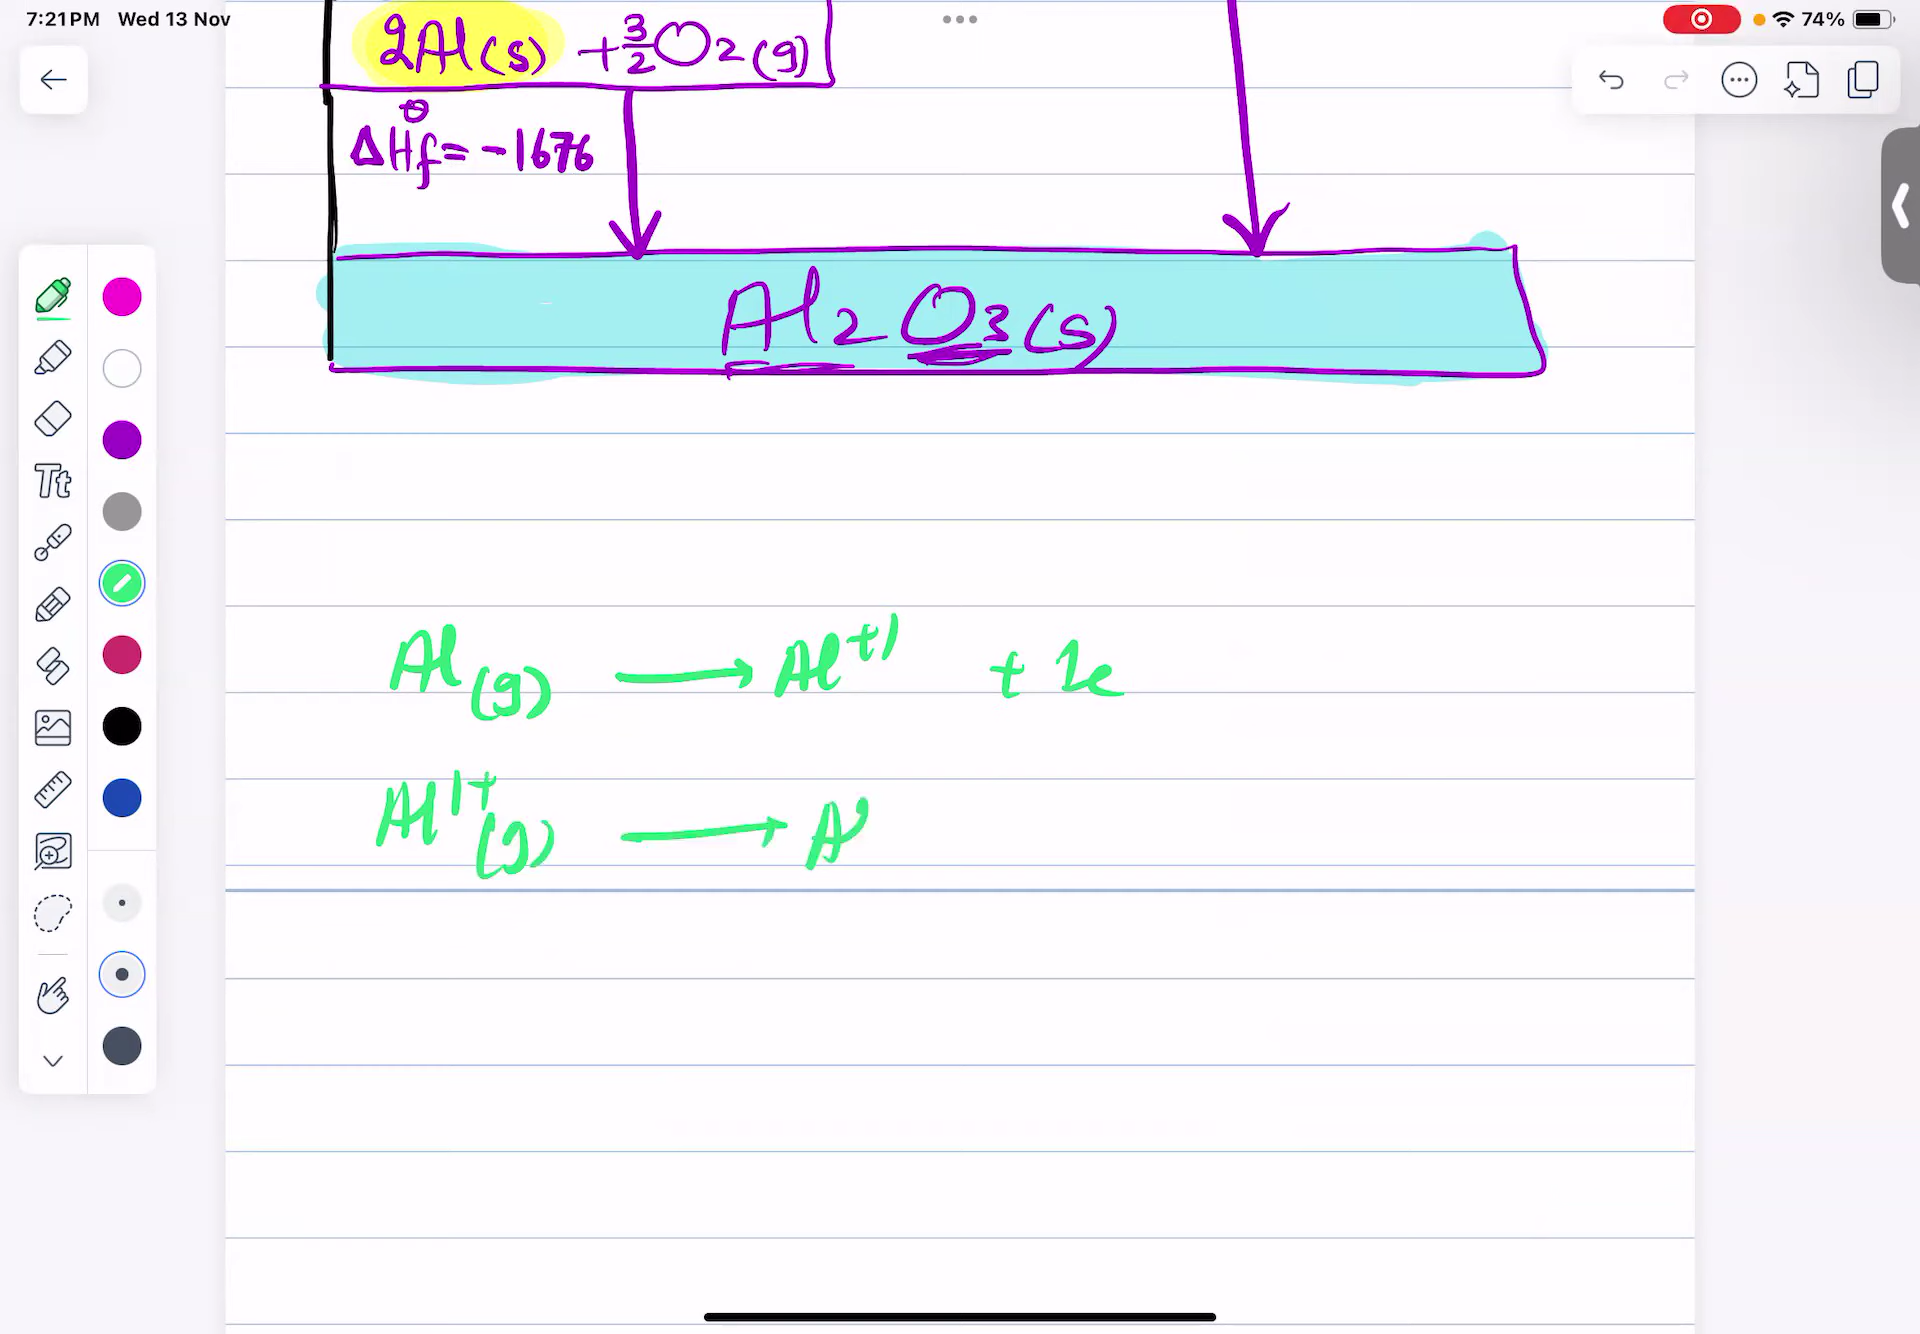 7:21 PM Wed 13 Nov
74%
2Al(s) + 3/2 O2(g)
ΔHf⦵ = -1676
Al2O3(s)
Tt
Al(g) → Al+1 + 1e
Al1+(g) → A